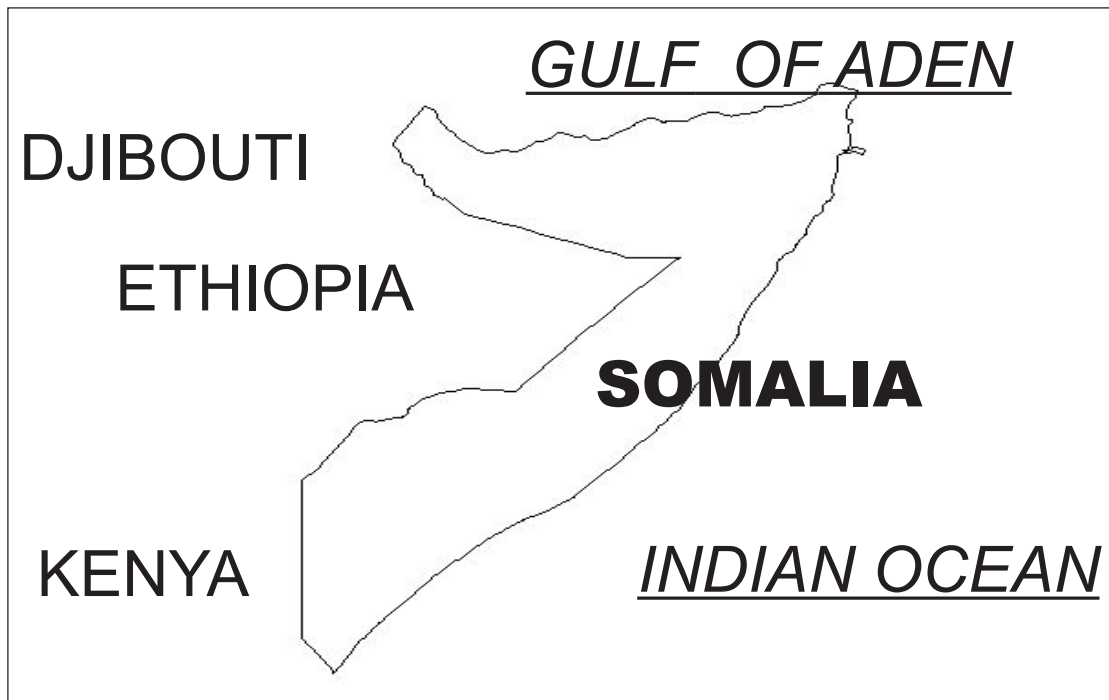 GULF OF ADEN
DJIBOUTI
ETHIOPIA
SOMALIA
KENYA
INDIAN OCEAN